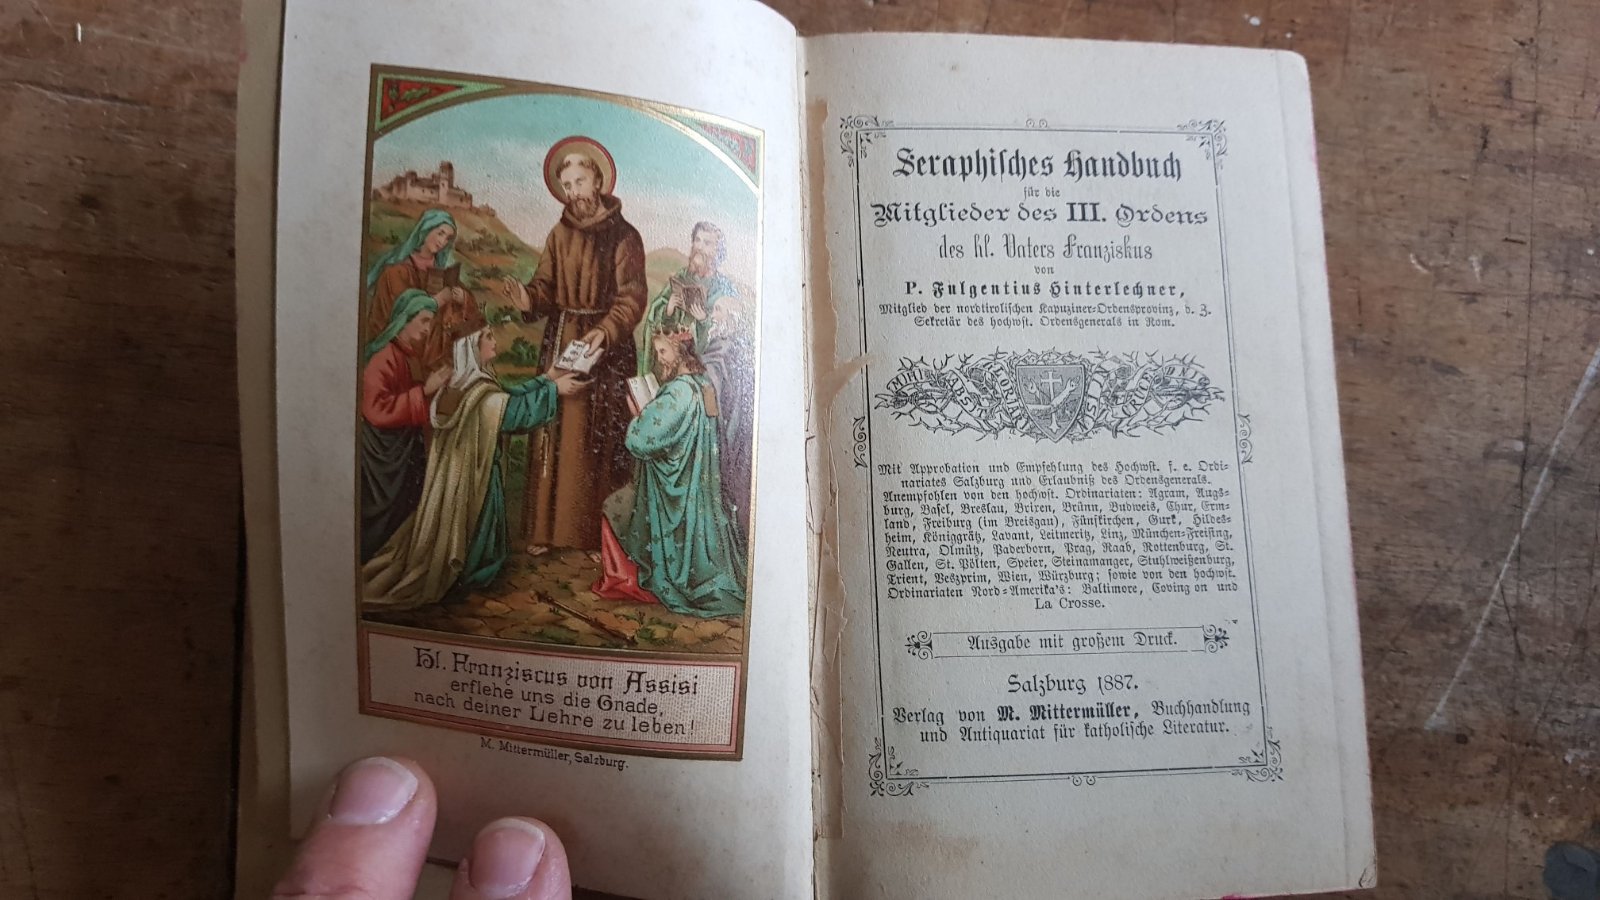 Hl. Franziscus von Assisi
erflehe uns die Gnade,
nach deiner Lehre zu leben!
M. Mittermüller, Salzburg.
Seraphisches Handbuch
für die
Mitglieder des III. Ordens
des hl. Vaters Franziskus
von
P. Fulgentius Hinterlechner,
Mitglied der nordtirolischen Kapuziner-Ordensprovinz, d. Z.
Sekretär des hochwst. Ordensgenerals in Rom.
MIHI ABSIT GLORIARI NISI CRUCE DNI
Mit Approbation und Empfehlung des Hochwst. f. e. Ordi-
nariates Salzburg und Erlaubniß des Ordensgenerals.
Anempfohlen von den hochwst. Ordinariaten: Agram, Augs-
burg, Basel, Breslau, Brixen, Brünn, Budweis, Chur, Erm-
land, Freiburg (im Breisgau), Fünfkirchen, Gurk, Hildes-
heim, Königgrätz, Lavant, Leitmeritz, Linz, München-Freising,
Neutra, Olmütz, Paderborn, Prag, Raab, Rottenburg, St.
Gallen, St. Pölten, Speier, Steinamanger, Stuhlweißenburg,
Trient, Veszprim, Wien, Würzburg; sowie von den hochwst.
Ordinariaten Nord-Amerika's: Baltimore, Coving on und
La Crosse.
Ausgabe mit großem Druck.
Salzburg 1887.
Verlag von M. Mittermüller, Buchhandlung
und Antiquariat für katholische Literatur.